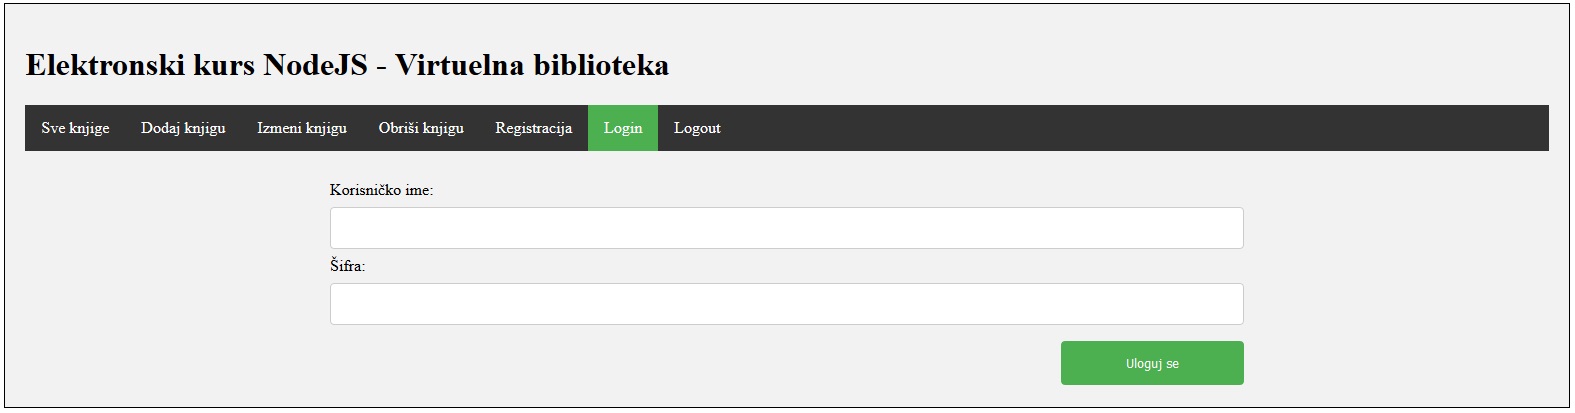 Elektronski kurs NodeJS - Virtuelna biblioteka
Sve knjige Dodaj knjigu Izmeni knjigu Obriši knjigu Registracija Login Logout
Korisničko ime:
Šifra:
Uloguj se